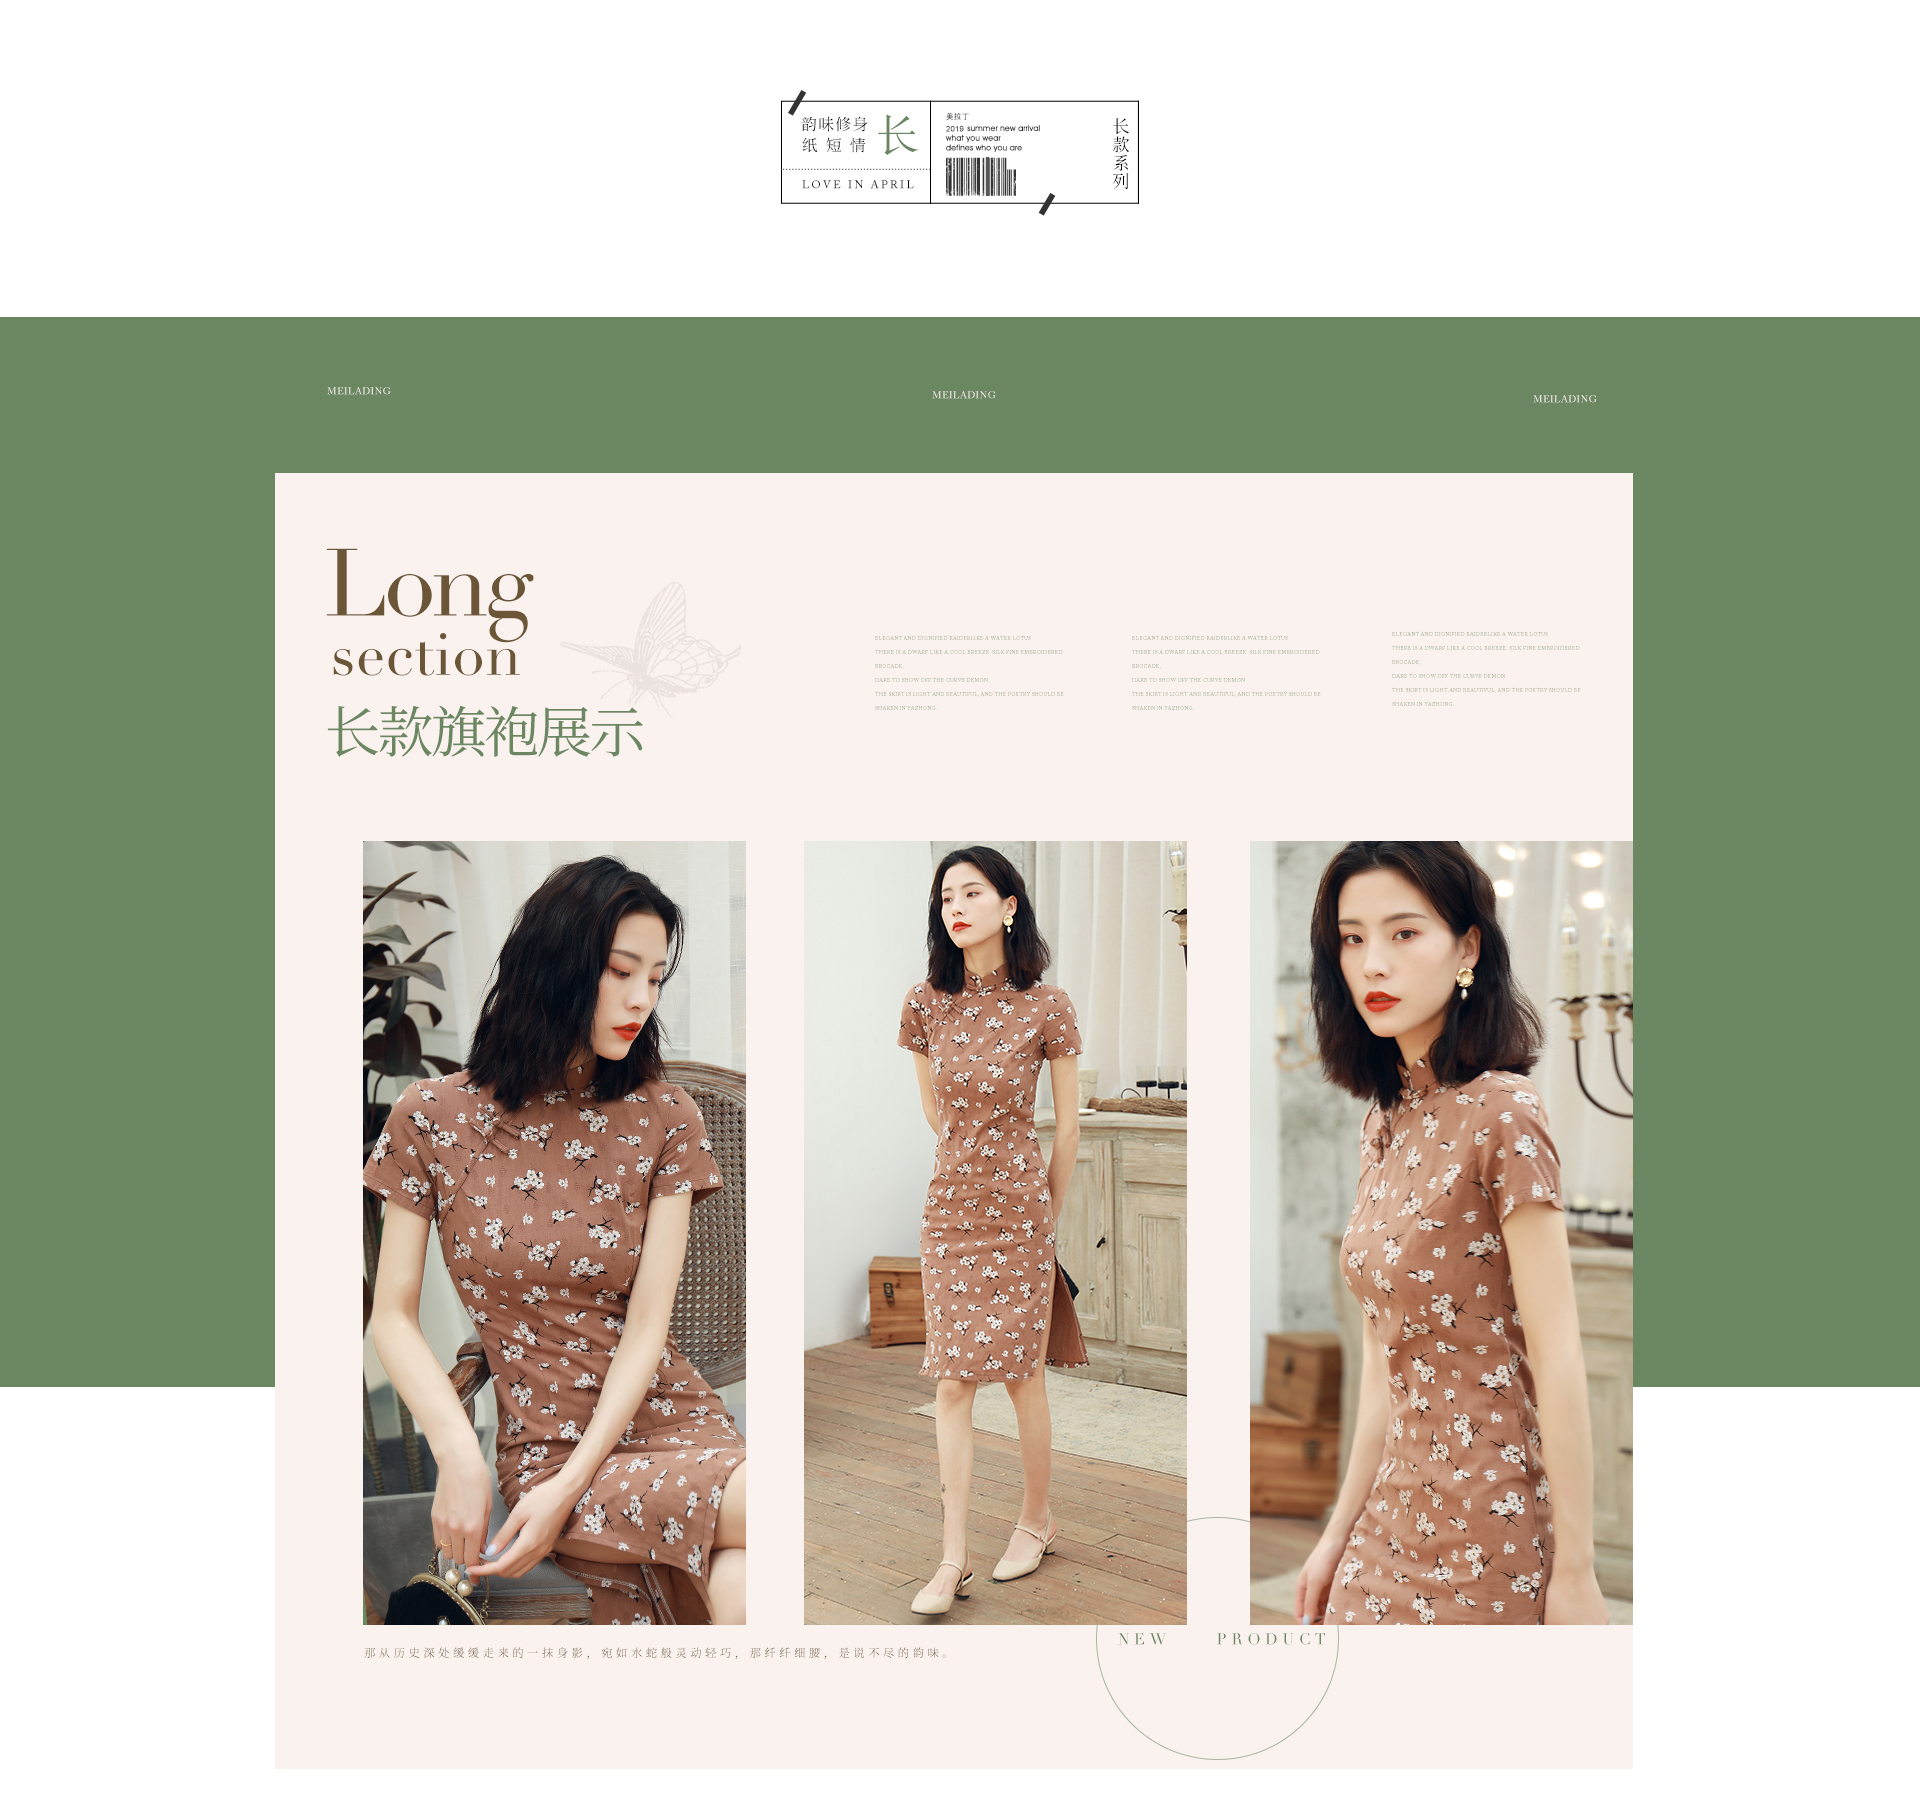 韵味修身
纸短情
长
LOVE IN APRIL
美拉丁
2019 summer new arrival
what you wear
defines who you are
长款系列
MEILADING
MEILADING
MEILADING
Long
section
长款旗袍展示
ELEGANT AND DIGNIFIED RAIDERLIKE A WATER LOTUS
THERE IS A DWARF LIKE A COOL BREEZE. SILK FINE EMBROIDERED
BROCADE,
DARE TO SHOW OFF THE CURVE DEMON
THE SKIRT IS LIGHT AND BEAUTIFUL, AND THE POETRY SHOULD BE
SHAKEN IN FAZHONG.
ELEGANT AND DIGNIFIED RAIDERLIKE A WATER LOTUS
THERE IS A DWARF LIKE A COOL BREEZE. SILK FINE EMBROIDERED
BROCADE,
DARE TO SHOW OFF THE CURVE DEMON
THE SKIRT IS LIGHT AND BEAUTIFUL, AND THE POETRY SHOULD BE
SHAKEN IN FAZHONG.
ELEGANT AND DIGNIFIED RAIDERLIKE A WATER LOTUS
THERE IS A DWARF LIKE A COOL BREEZE. SILK FINE EMBROIDERED
BROCADE,
DARE TO SHOW OFF THE CURVE DEMON
THE SKIRT IS LIGHT AND BEAUTIFUL, AND THE POETRY SHOULD BE
SHAKEN IN FAZHONG.
那从历史深处缓缓走来的一抹身影，宛如水蛇般灵动轻巧，那纤纤细腰，是说不尽的韵味。
NEW PRODUCT